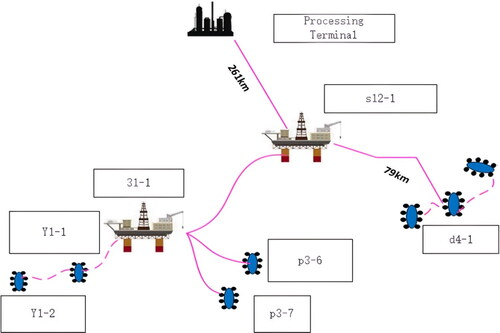 Processing
Terminal
261km
s12-1
79km
31-1
Y1-1
d4-1
p3-6
Y1-2
p3-7